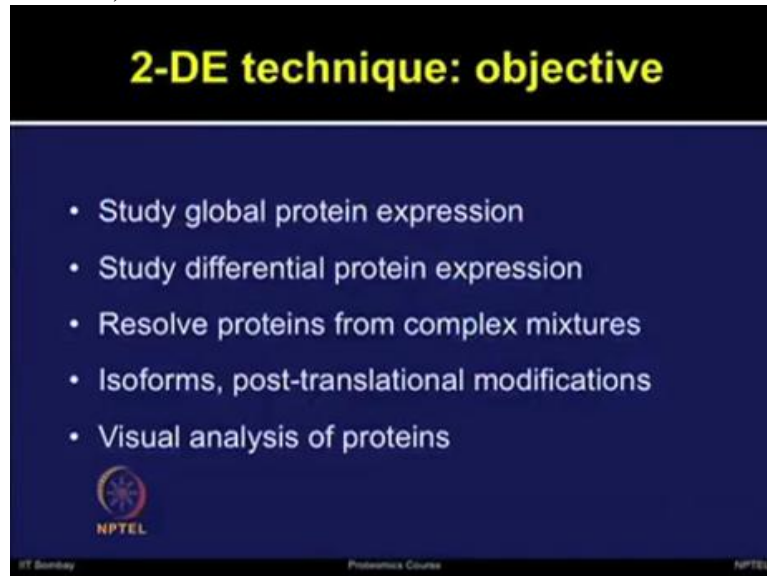 2-DE technique: objective
• Study global protein expression
• Study differential protein expression
• Resolve proteins from complex mixtures
• Isoforms, post-translational modifications
• Visual analysis of proteins
NPTEL
IIT Bombay
Proteomics Course
NPTEL